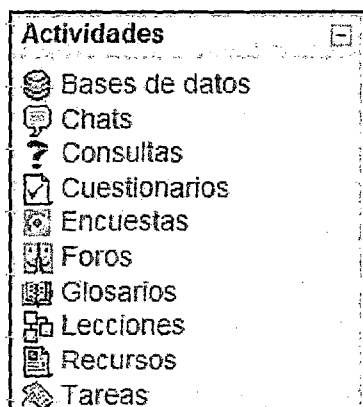 Actividades
Bases de datos
Chats
Consultas
Cuestionarios
Encuestas
Foros
Glosarios
Lecciones
Recursos
Tareas